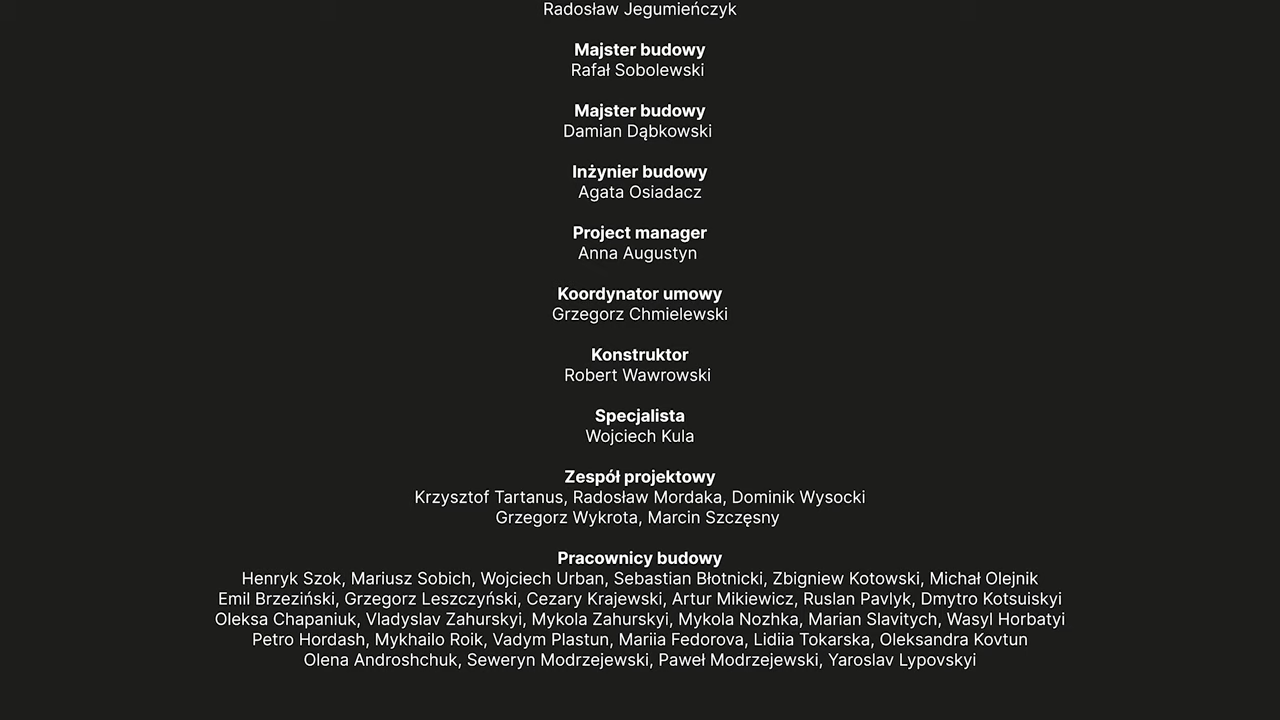 Radosław Jegumieńczyk
Majster budowy
Rafał Sobolewski
Majster budowy
Damian Dąbkowski
Inżynier budowy
Agata Osiadacz
Project manager
Anna Augustyn
Koordynator umowy
Grzegorz Chmielewski
Konstruktor
Robert Wawrowski
Specjalista
Wojciech Kula
Zespół projektowy
Krzysztof Tartanus, Radosław Mordaka, Dominik Wysocki
Grzegorz Wykrota, Marcin Szczęsny
Pracownicy budowy
Henryk Szok, Mariusz Sobich, Wojciech Urban, Sebastian Błotnicki, Zbigniew Kotowski, Michał Olejnik
Emil Brzeziński, Grzegorz Leszczyński, Cezary Krajewski, Artur Mikiewicz, Ruslan Pavlyk, Dmytro Kotsuiskyi
Oleksa Chapaniuk, Vladyslav Zahurskyi, Mykola Zahurskyi, Mykola Nozhka, Marian Slavitych, Wasyl Horbatyi
Petro Hordash, Mykhailo Roik, Vadym Plastun, Mariia Fedorova, Lidiia Tokarska, Oleksandra Kovtun
Olena Androshchuk, Seweryn Modrzejewski, Paweł Modrzejewski, Yaroslav Lypovskyi